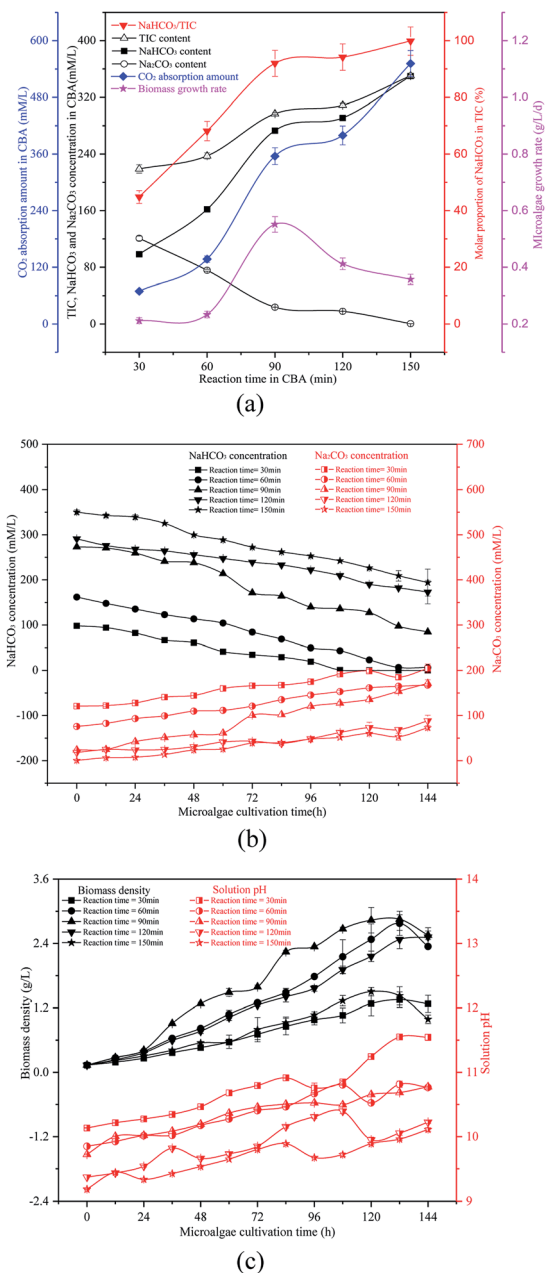 NaHCO₃/TIC
TIC content
NaHCO₃ content
Na₂CO₃ content
CO₂ absorption amount
Biomass growth rate
600
480
360
240
120
0
CO₂ absorption amount in CBA (mM/L)
400
320
240
160
80
0
TIC, NaHCO₃ and Na₂CO₃ concentration in CBA(mM/L)
100
80
60
40
20
0
Molar proportion of NaHCO₃ in TIC (%)
1.2
1.0
0.8
0.6
0.4
0.2
MIcroalgae growth rate (g/L/d)
30 60 90 120 150
Reaction time in CBA (min)
(a)
NaHCO₃ concentration
Reaction time= 30min
Reaction time= 60min
Reaction time= 90min
Reaction time=120min
Reaction time=150min
Na₂CO₃ concentration
Reaction time= 30min
Reaction time= 60min
Reaction time= 90min
Reaction time=120min
Reaction time=150min
500
400
300
200
100
0
-100
-200
NaHCO₃ concentration (mM/L)
700
600
500
400
300
200
100
0
Na₂CO₃ concentration (mM/L)
0 24 48 72 96 120 144
Microalgae cultivation time(h)
(b)
Biomass density
Reaction time = 30min
Reaction time = 60min
Reaction time = 90min
Reaction time = 120min
Reaction time = 150min
Solution pH
Reaction time = 30min
Reaction time = 60min
Reaction time = 90min
Reaction time = 120min
Reaction time = 150min
3.6
2.4
1.2
0.0
-1.2
-2.4
Biomass density (g/L)
14
13
12
11
10
9
Solution pH
0 24 48 72 96 120 144
Microalgae cultivation time (h)
(c)